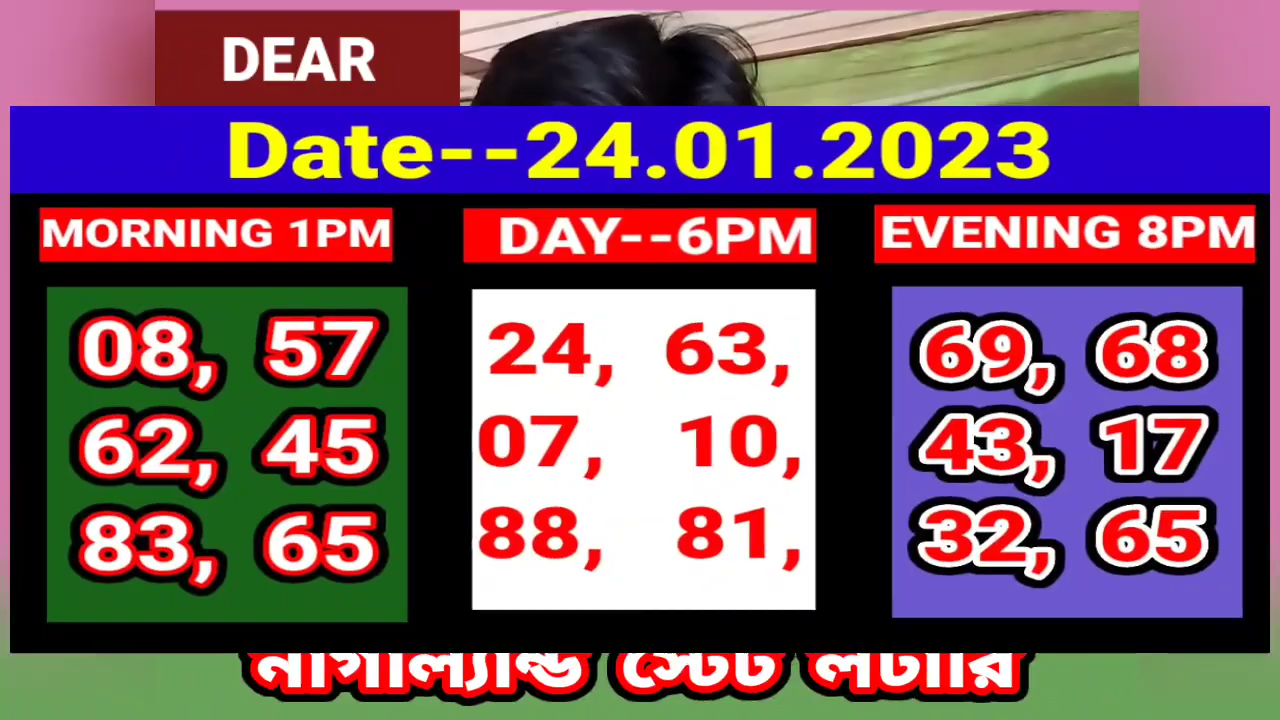 DEAR
Date--24.01.2023
MORNING 1PM
DAY--6PM
EVENING 8PM
08, 57
62, 45
83, 65
24, 63,
07, 10,
88, 81,
69, 68
43, 17
32, 65
নাগাল্যান্ড স্টেট লটারি